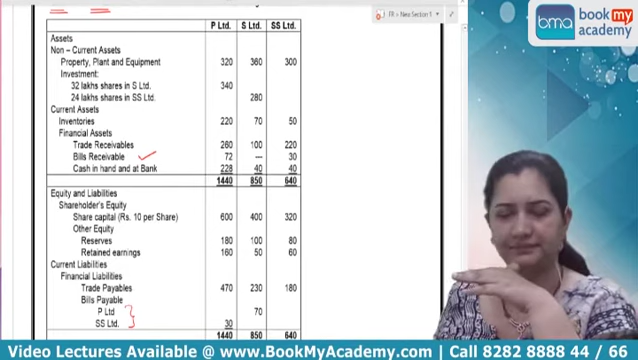 P Ltd. S Ltd. SS Ltd.
Assets
Non – Current Assets
Property, Plant and Equipment 320 360 300
Investment:
32 lakhs shares in S Ltd. 340
24 lakhs shares in SS Ltd. 280
Current Assets
Inventories 220 70 50
Financial Assets
Trade Receivables 260 100 220
Bills Receivable 72 --- 30
Cash in hand and at Bank 228 40 40
1440 850 640
Equity and Liabilities
Shareholder's Equity
Share capital (Rs. 10 per Share) 600 400 320
Other Equity
Reserves 180 100 80
Retained earnings 160 50 60
Current Liabilities
Financial Liabilities
Trade Payables 470 230 180
Bills Payable
P Ltd 70
SS Ltd. 30
1440 850 640
FR » New Section 1
bma book my academy
Video Lectures Available @ www.BookMyAcademy.com | Call 8282 8888 44 / 66